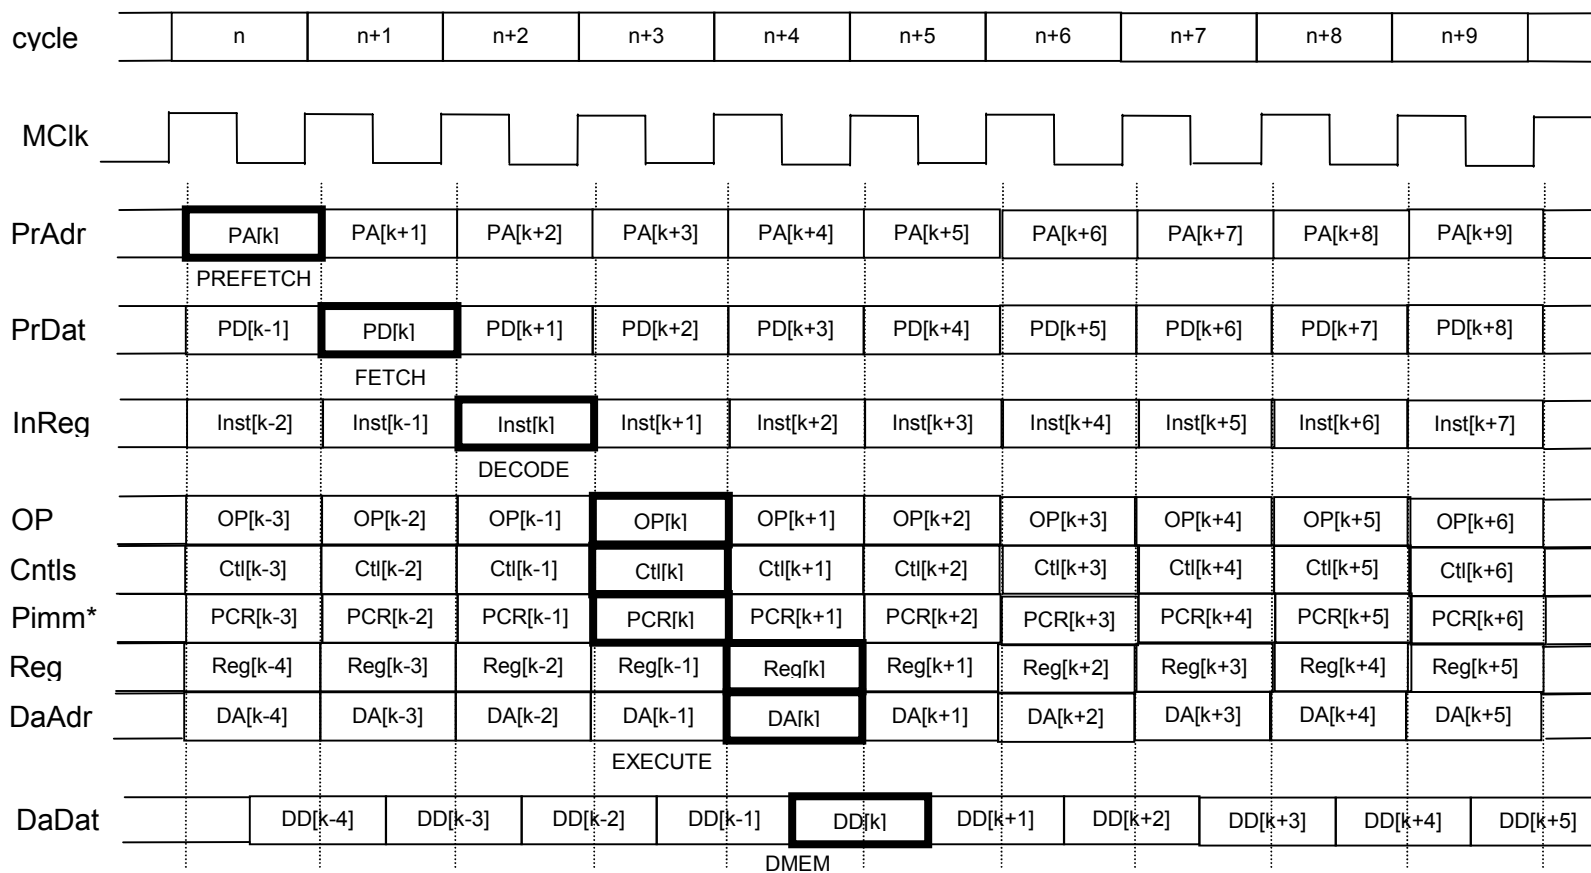 cycle n n+1 n+2 n+3 n+4 n+5 n+6 n+7 n+8 n+9
MClk
PrAdr PA[k] PA[k+1] PA[k+2] PA[k+3] PA[k+4] PA[k+5] PA[k+6] PA[k+7] PA[k+8] PA[k+9]
PREFETCH
PrDat PD[k-1] PD[k] PD[k+1] PD[k+2] PD[k+3] PD[k+4] PD[k+5] PD[k+6] PD[k+7] PD[k+8]
FETCH
InReg Inst[k-2] Inst[k-1] Inst[k] Inst[k+1] Inst[k+2] Inst[k+3] Inst[k+4] Inst[k+5] Inst[k+6] Inst[k+7]
DECODE
OP OP[k-3] OP[k-2] OP[k-1] OP[k] OP[k+1] OP[k+2] OP[k+3] OP[k+4] OP[k+5] OP[k+6]
Cntls Ctl[k-3] Ctl[k-2] Ctl[k-1] Ctl[k] Ctl[k+1] Ctl[k+2] Ctl[k+3] Ctl[k+4] Ctl[k+5] Ctl[k+6]
Pimm* PCR[k-3] PCR[k-2] PCR[k-1] PCR[k] PCR[k+1] PCR[k+2] PCR[k+3] PCR[k+4] PCR[k+5] PCR[k+6]
Reg Reg[k-4] Reg[k-3] Reg[k-2] Reg[k-1] Reg[k] Reg[k+1] Reg[k+2] Reg[k+3] Reg[k+4] Reg[k+5]
DaAdr DA[k-4] DA[k-3] DA[k-2] DA[k-1] DA[k] DA[k+1] DA[k+2] DA[k+3] DA[k+4] DA[k+5]
EXECUTE
DaDat DD[k-4] DD[k-3] DD[k-2] DD[k-1] DD[k] DD[k+1] DD[k+2] DD[k+3] DD[k+4] DD[k+5]
DMEM